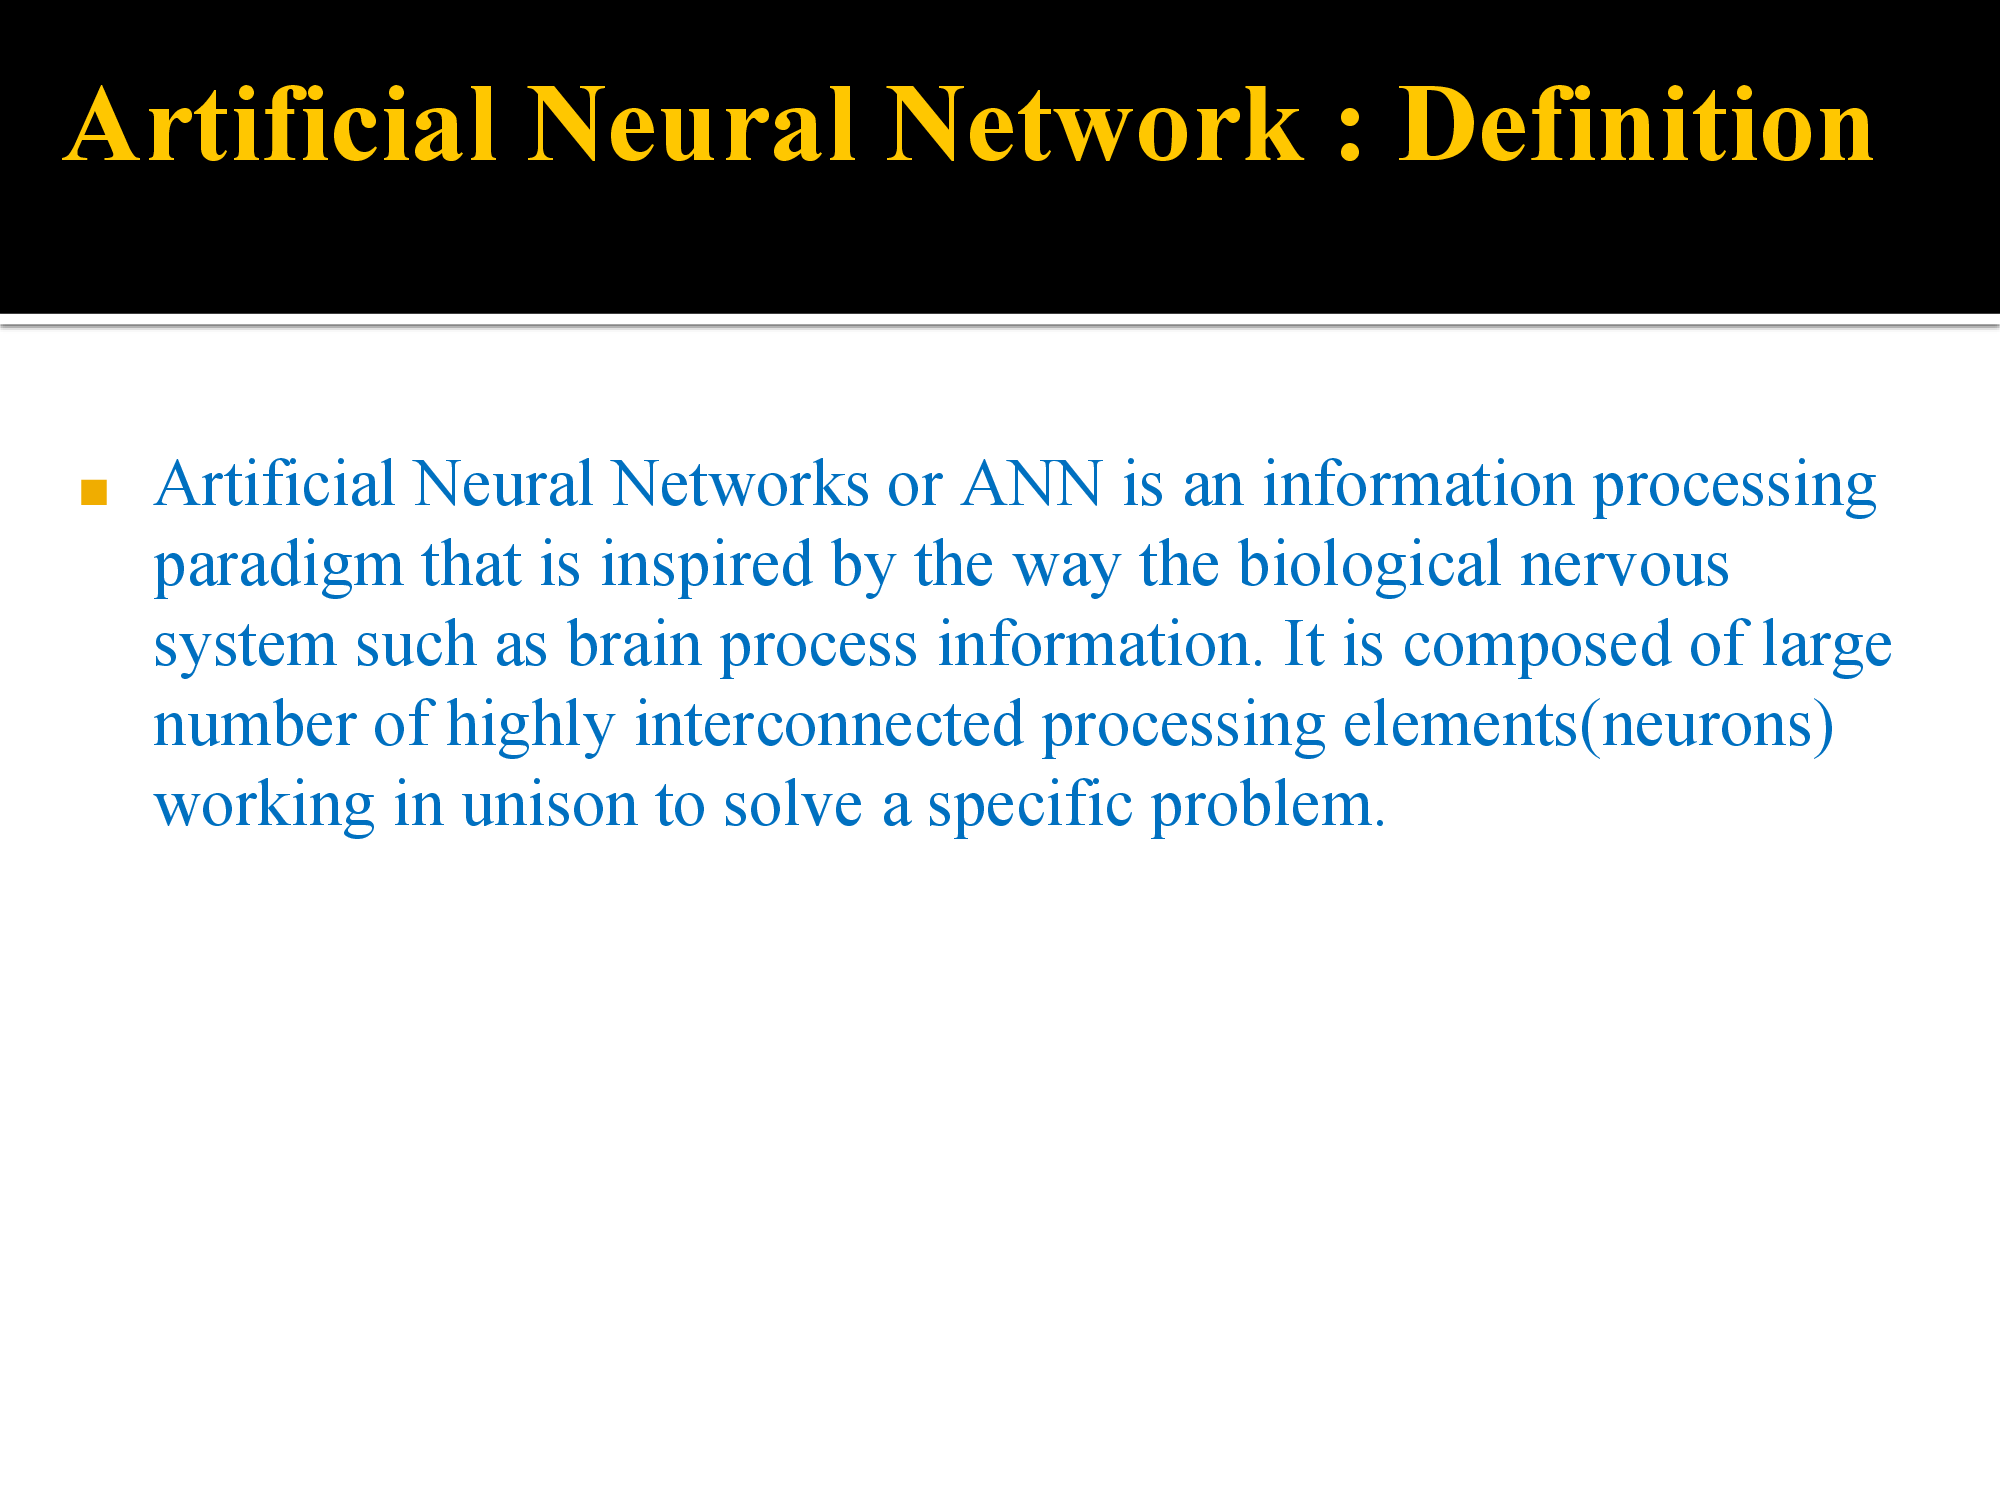 Artificial Neural Network : Definition
Artificial Neural Networks or ANN is an information processing
paradigm that is inspired by the way the biological nervous
system such as brain process information. It is composed of large
number of highly interconnected processing elements(neurons)
working in unison to solve a specific problem.